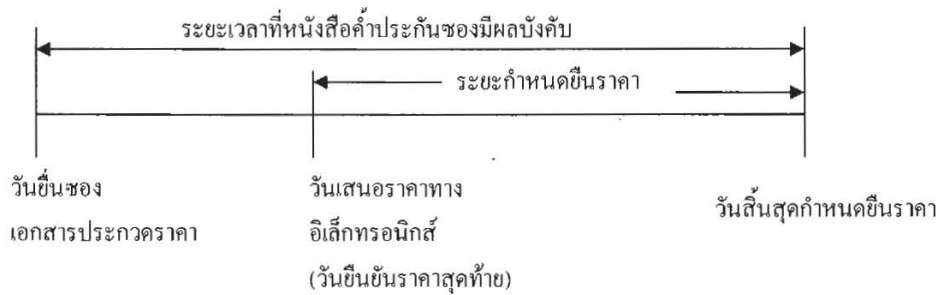 ระยะเวลาที่หนังสือค้ำประกันซองมีผลบังคับ
ระยะกำหนดยืนราคา
วันยื่นซอง
เอกสารประกวดราคา
วันเสนอราคาทาง
อิเล็กทรอนิกส์
(วันยืนยันราคาสุดท้าย)
วันสิ้นสุดกำหนดยืนราคา